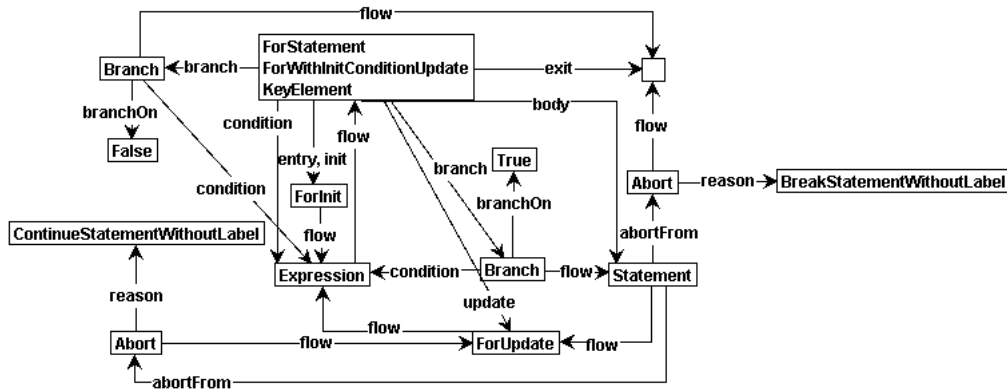 flow
ForStatement
Branch
branch
ForWithInitConditionUpdate
exit
KeyElement
branchOn
condition
flow
body
flow
False
entry, init
branch
True
Abort
reason
BreakStatementWithoutLabel
condition
ForInit
branchOn
ContinueStatementWithoutLabel
flow
abortFrom
Expression
condition
Branch
flow
Statement
reason
update
flow
Abort
flow
ForUpdate
flow
abortFrom